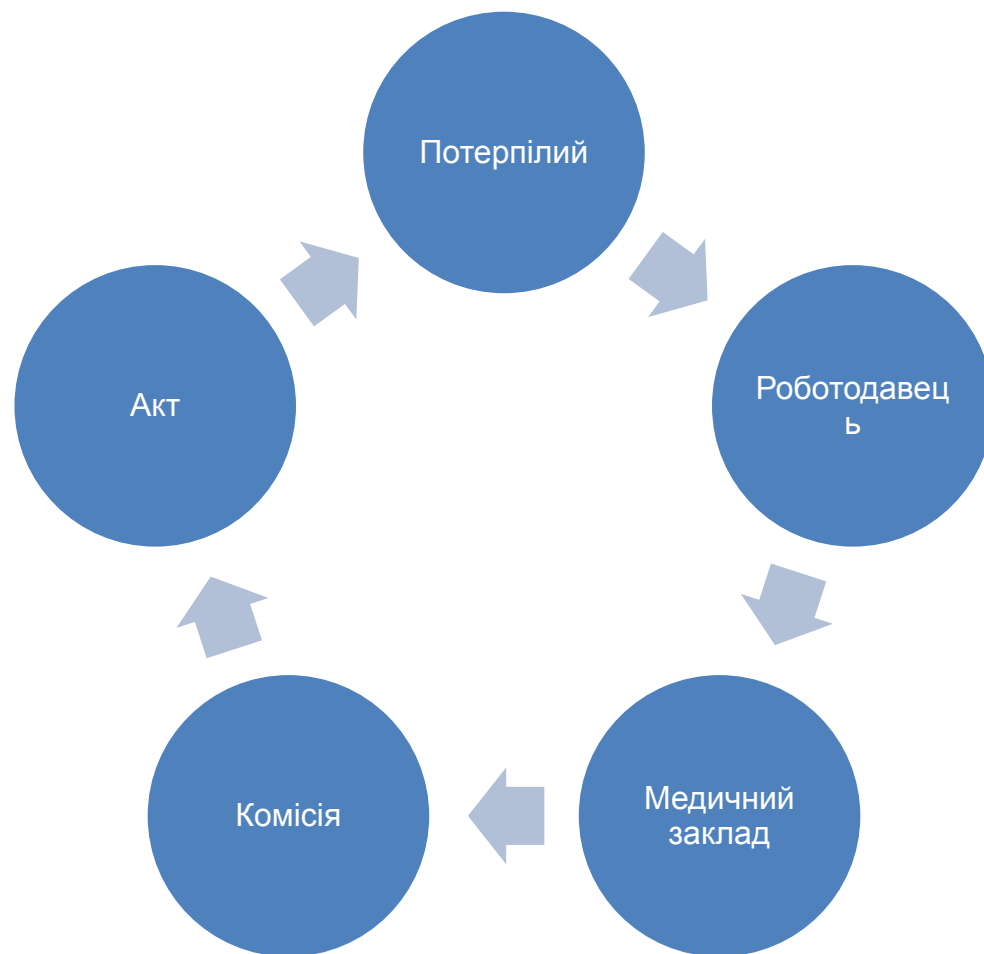 Потерпілий
Роботодавец
ь
Медичний
заклад
Комісія
Акт